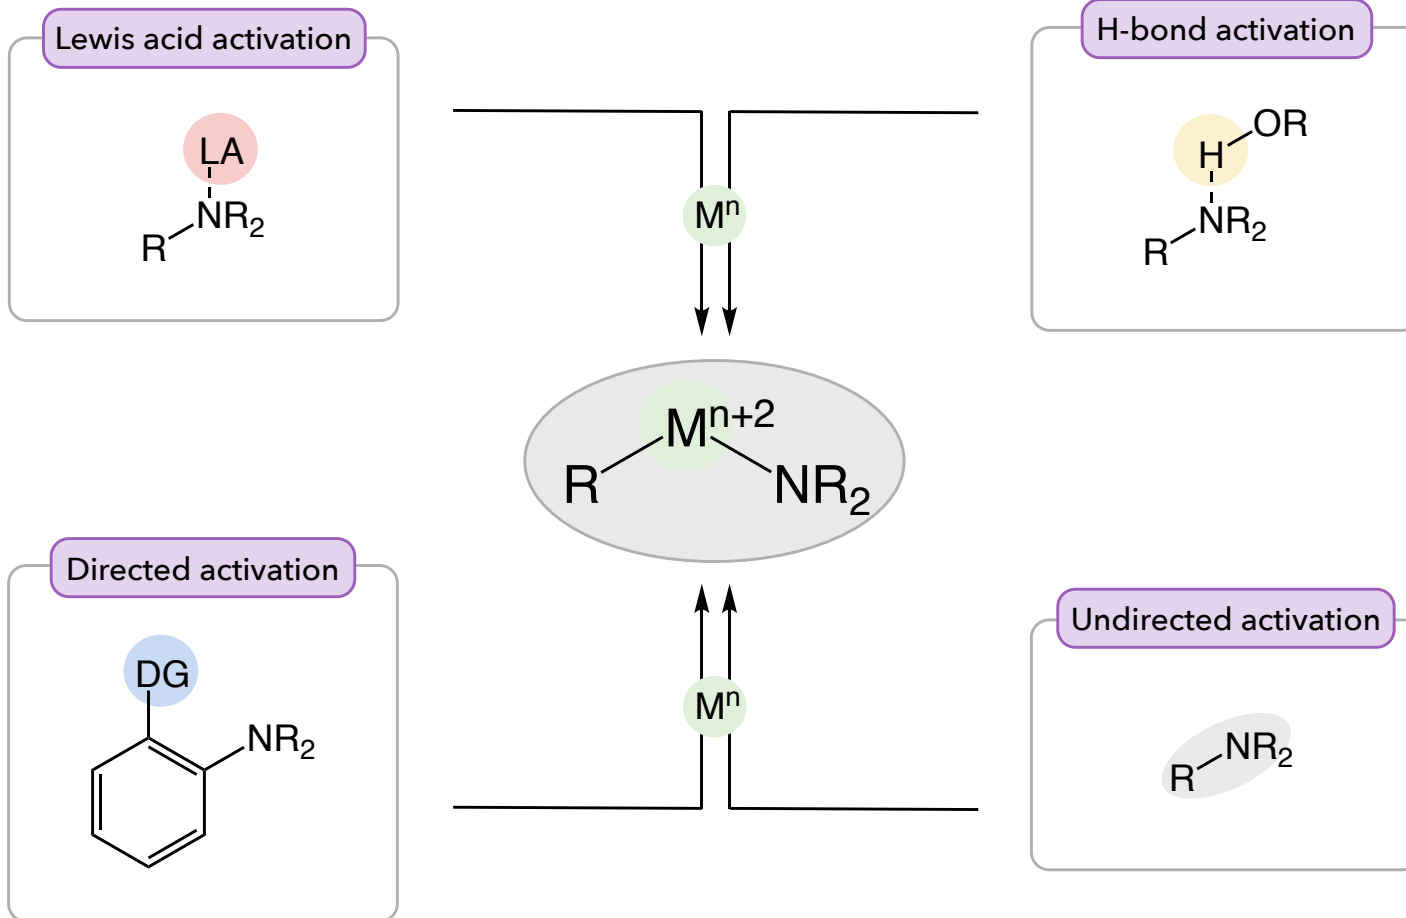 Lewis acid activation
LA
NR2
R
H-bond activation
OR
H
NR2
R
Mn
Mn+2
R
NR2
Directed activation
DG
NR2
Mn
Undirected activation
NR2
R